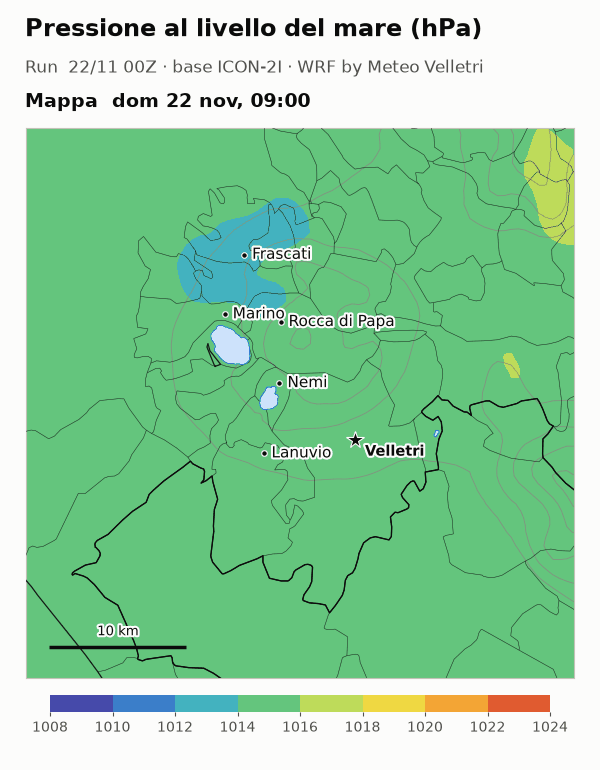 Pressione al livello del mare (hPa)
Run  22/11 00Z · base ICON-2I · WRF by Meteo Velletri
Mappa  dom 22 nov, 09:00
Frascati
Marino
Rocca di Papa
Nemi
Velletri
Lanuvio
10 km
1008 1010 1012 1014 1016 1018 1020 1022 1024